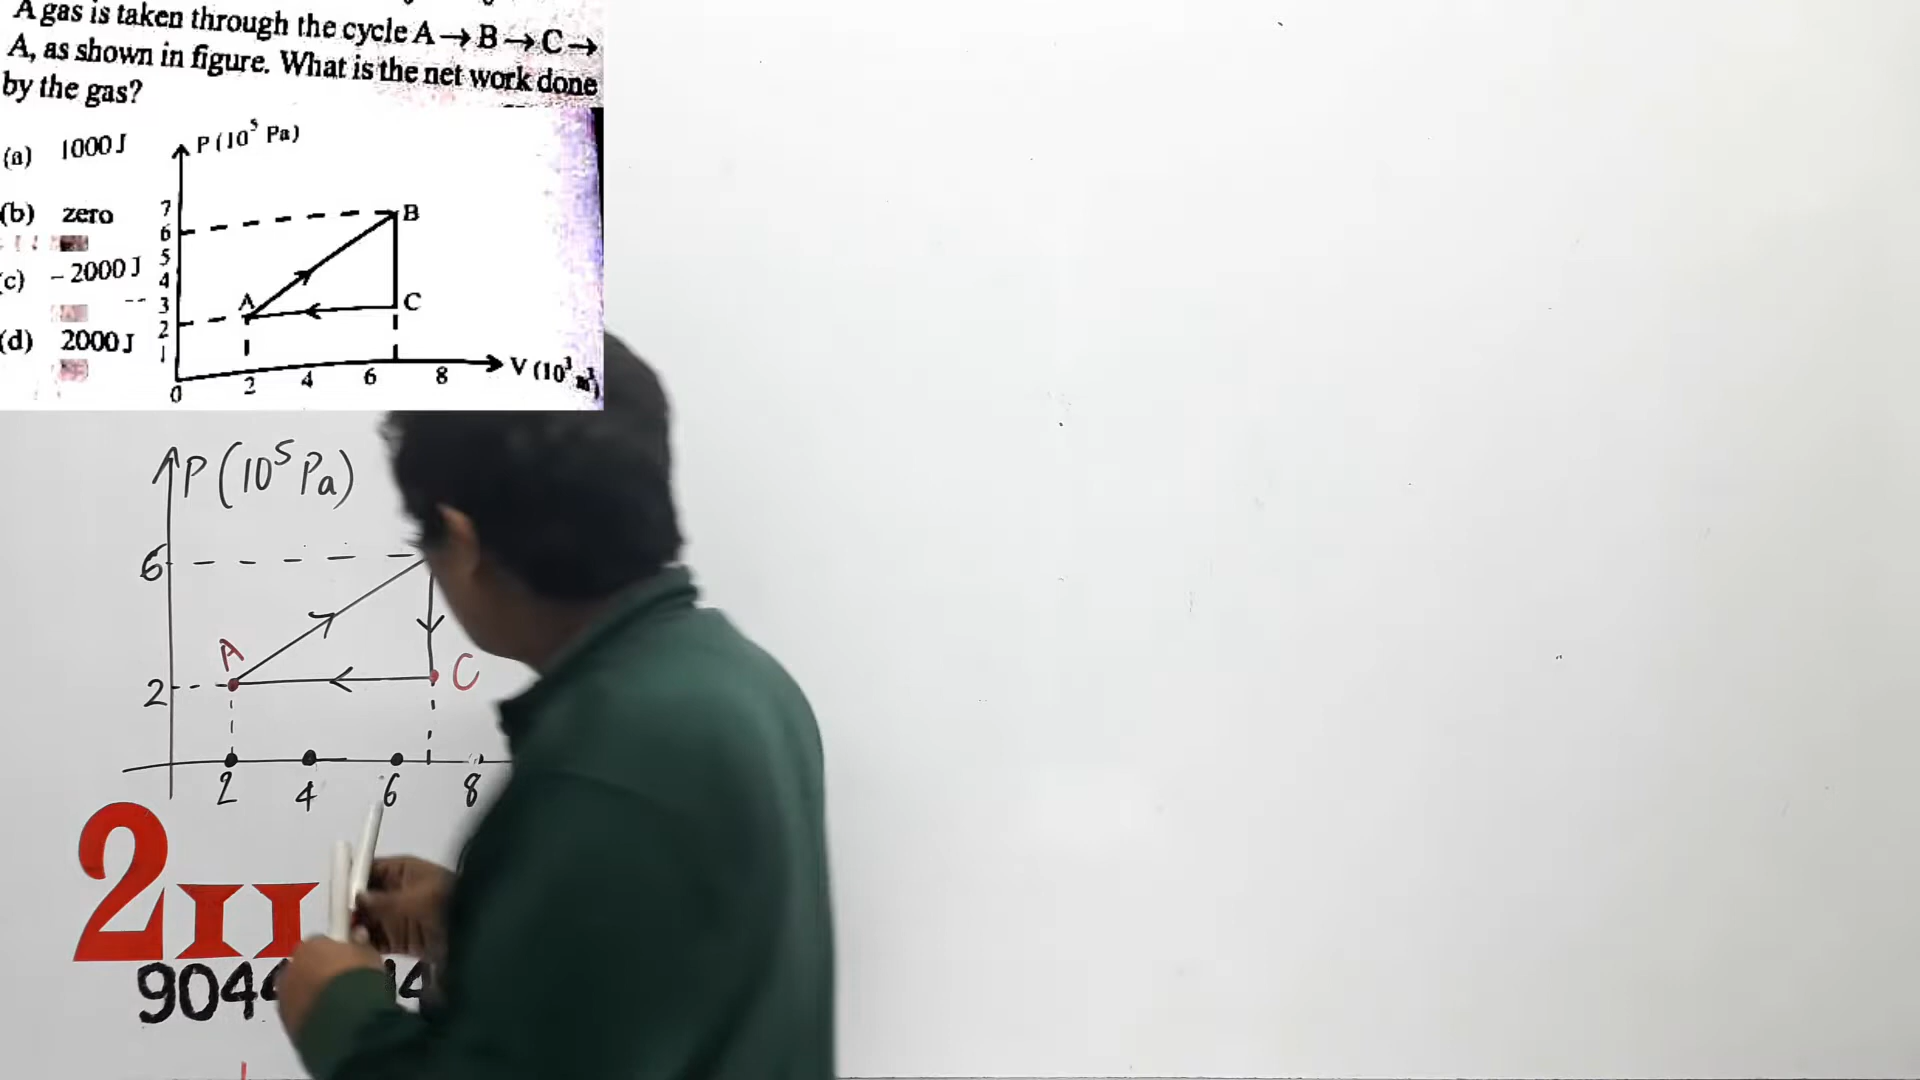 A gas is taken through the cycle A → B → C →
A, as shown in figure. What is the net work done
by the gas?
(a) 1000 J
(b) zero
(c) – 2000 J
(d) 2000 J
P (10⁵ Pa)
7
6
5
4
3
2
1
0
2
4
6
8
A
B
C
V (10³ m³)
P (10⁵ Pa)
6
2
A
C
2
4
6
8
2II
904
4